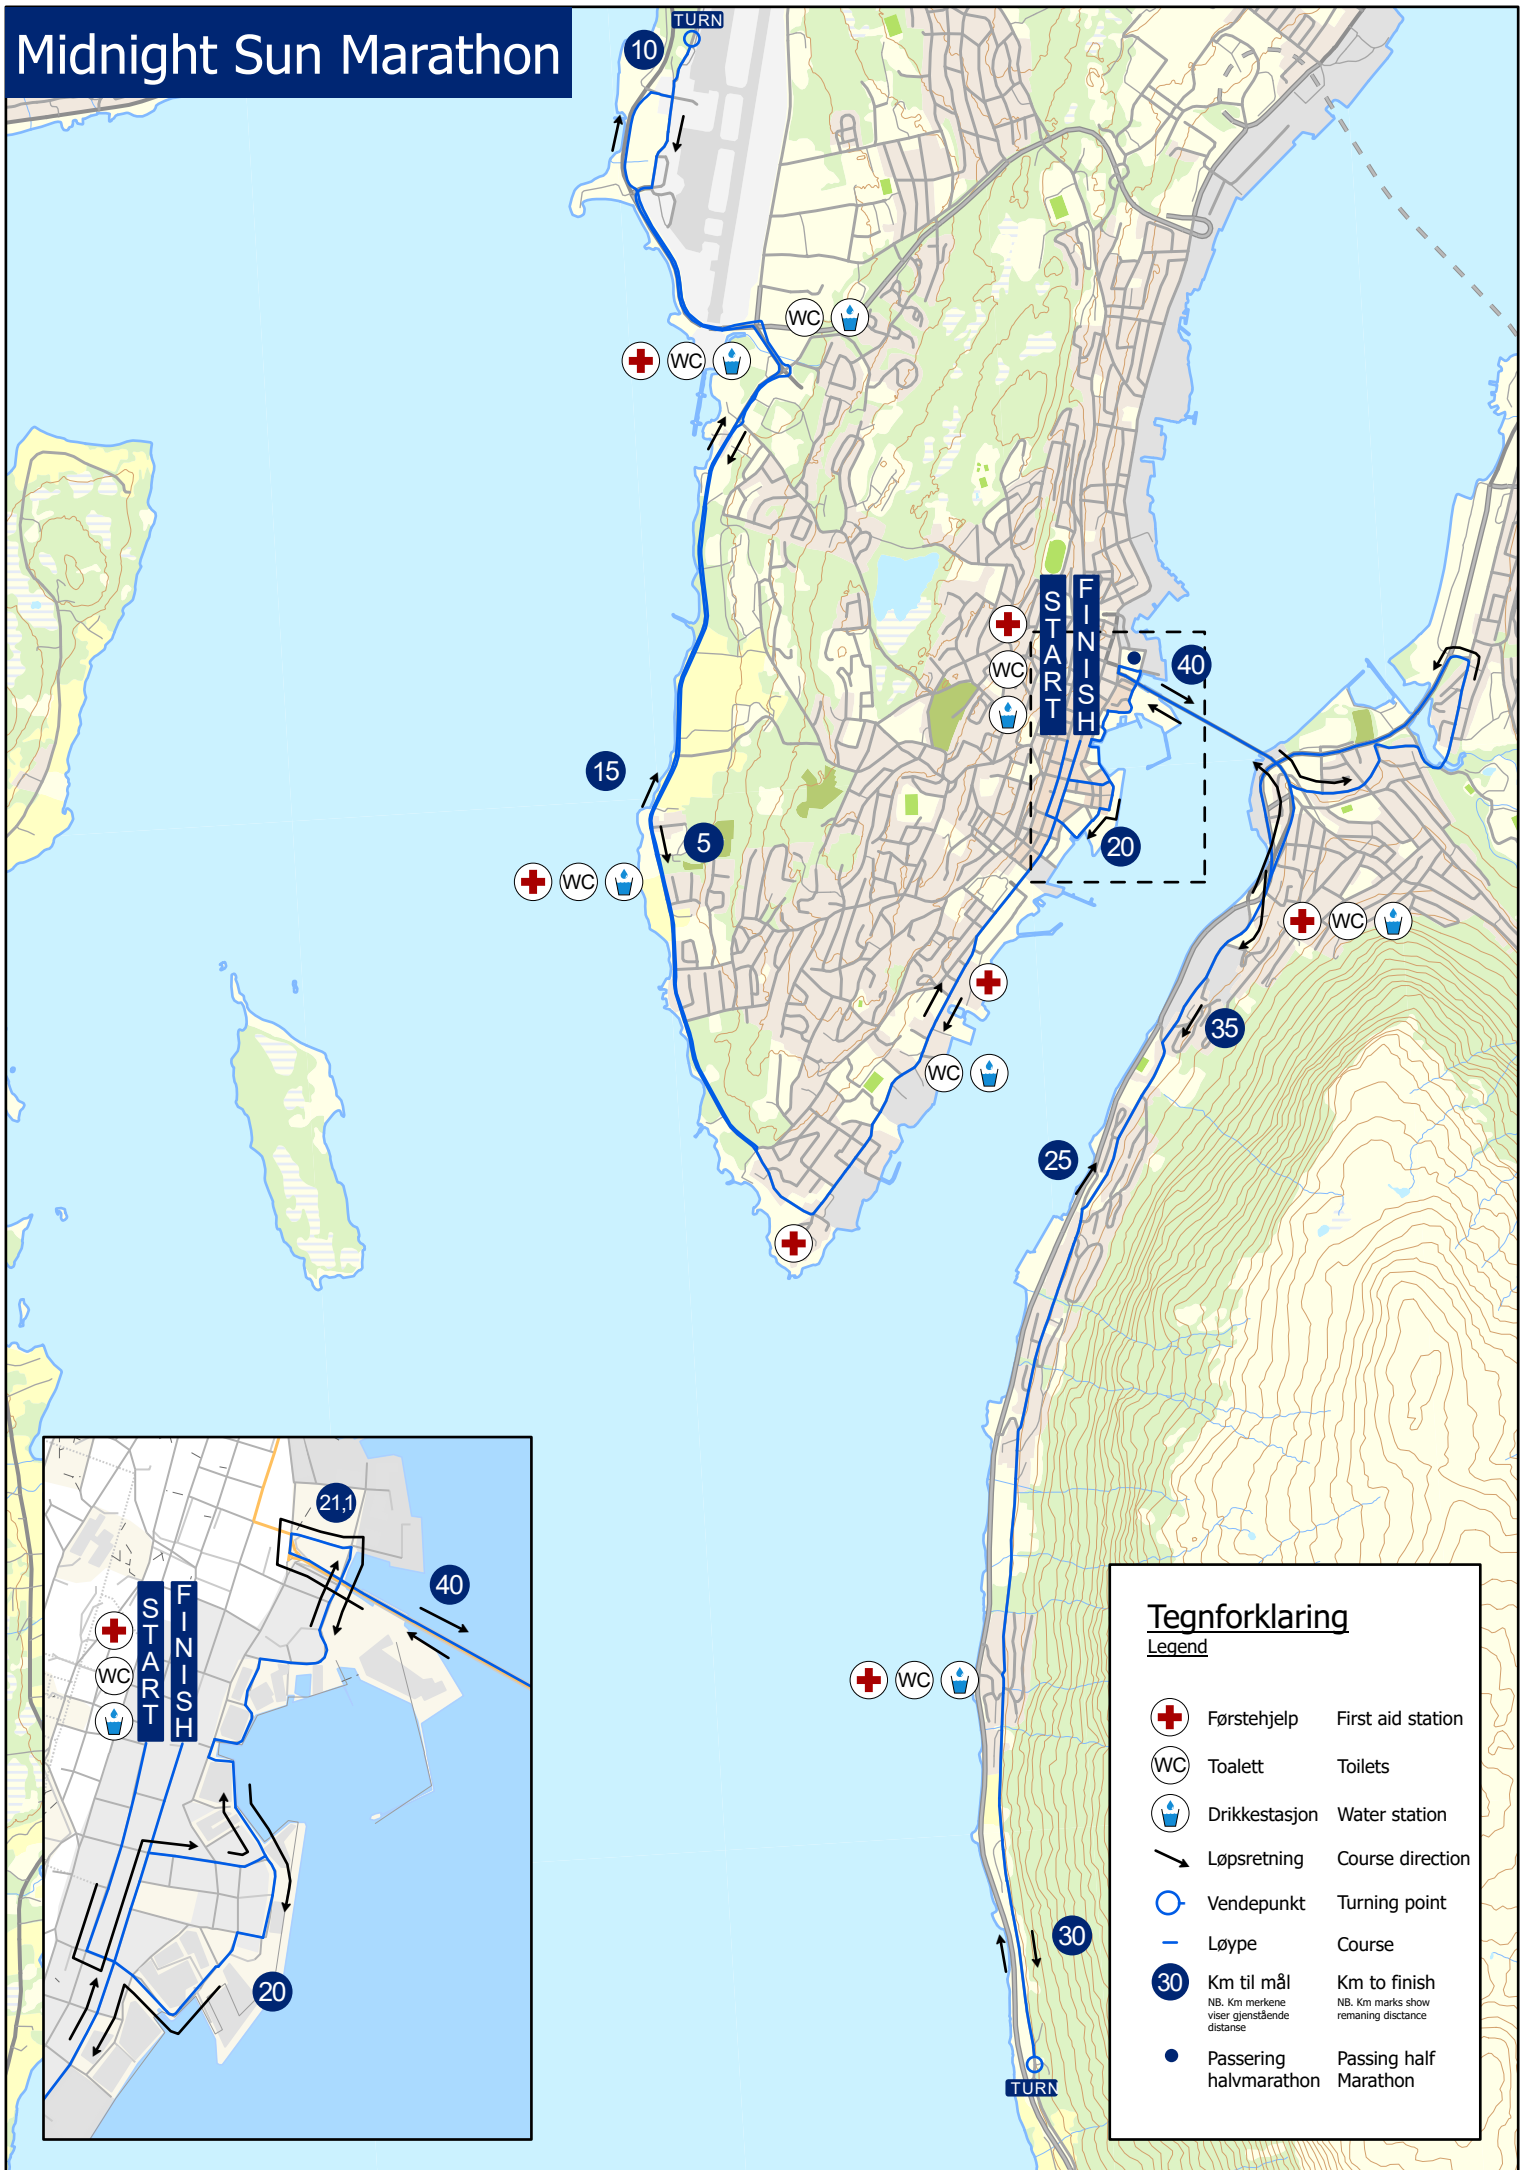 Midnight Sun Marathon
TURN
10
WC
WC
START
FINISH
WC
40
15
5
20
WC
WC
35
WC
25
21,1
40
START
FINISH
WC
20
WC
30
TURN
Tegnforklaring
Legend
Førstehjelp First aid station
WC Toalett Toilets
Drikkestasjon Water station
Løpsretning Course direction
Vendepunkt Turning point
Løype Course
30 Km til mål Km to finish
NB. Km merkene NB. Km marks show
viser gjenstående remaning disctance
distanse
Passering Passing half
halvmarathon Marathon